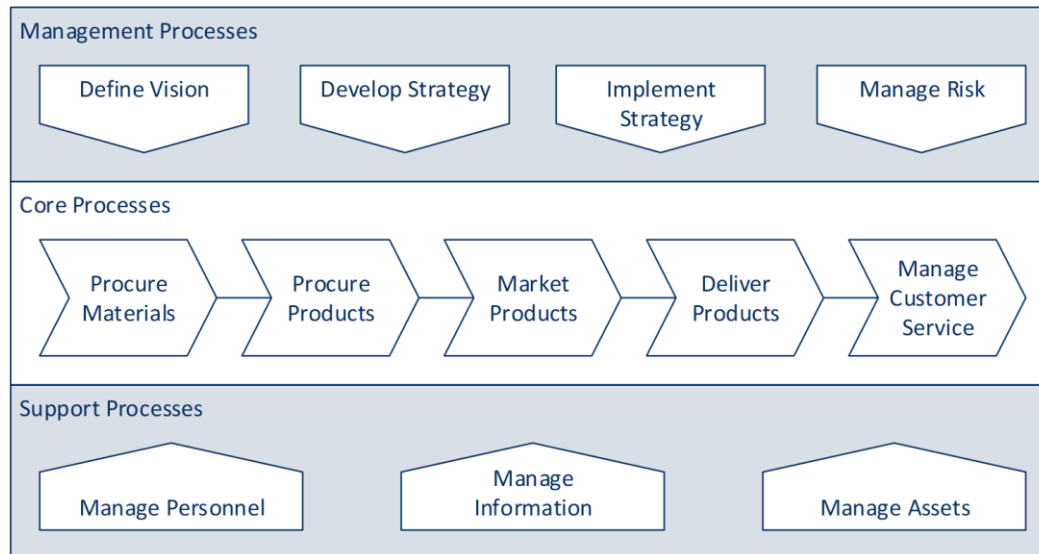 Management Processes
Define Vision
Develop Strategy
Implement
Strategy
Manage Risk
Core Processes
Procure
Materials
Procure
Products
Market
Products
Deliver
Products
Manage
Customer
Service
Support Processes
Manage Personnel
Manage
Information
Manage Assets